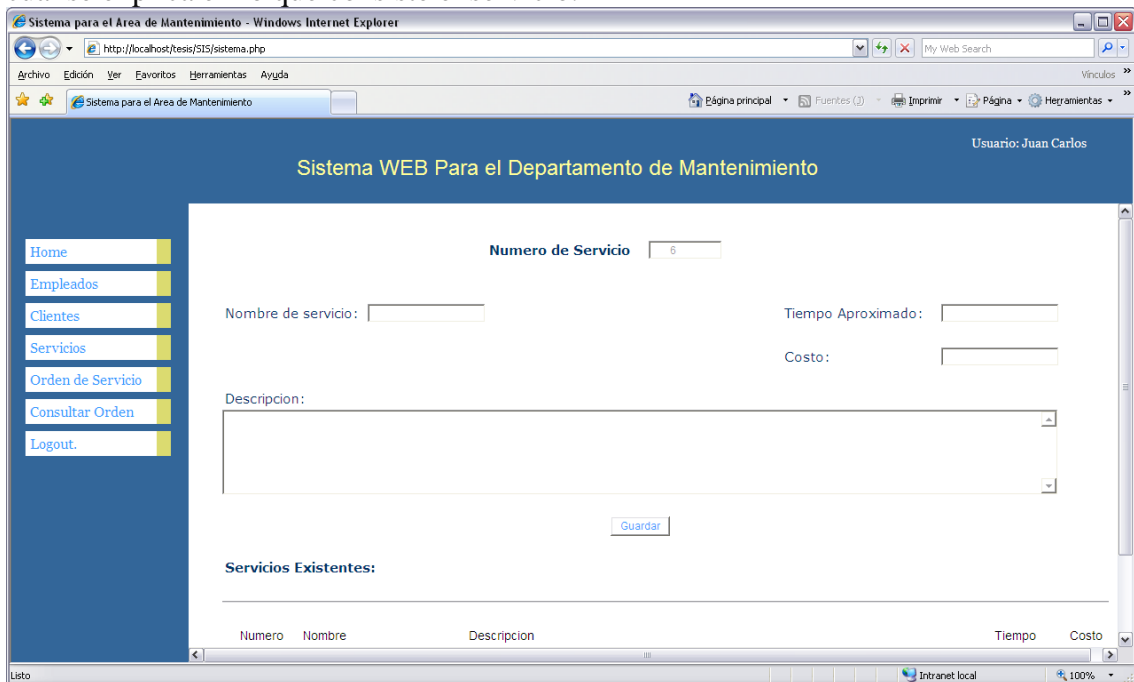 Sistema para el Area de Mantenimiento - Windows Internet Explorer
http://localhost/tesis/SIS/sistema.php
My Web Search
Archivo Edición Ver Favoritos Herramientas Ayuda
Vínculos
Sistema para el Area de Mantenimiento
Página principal Fuentes (J) Imprimir Página Herramientas
Usuario: Juan Carlos
Sistema WEB Para el Departamento de Mantenimiento
Home
Empleados
Clientes
Servicios
Orden de Servicio
Consultar Orden
Logout.
Numero de Servicio 6
Nombre de servicio: Tiempo Aproximado:
Costo:
Descripcion:
Guardar
Servicios Existentes:
Numero Nombre Descripcion Tiempo Costo
Listo Intranet local 100%